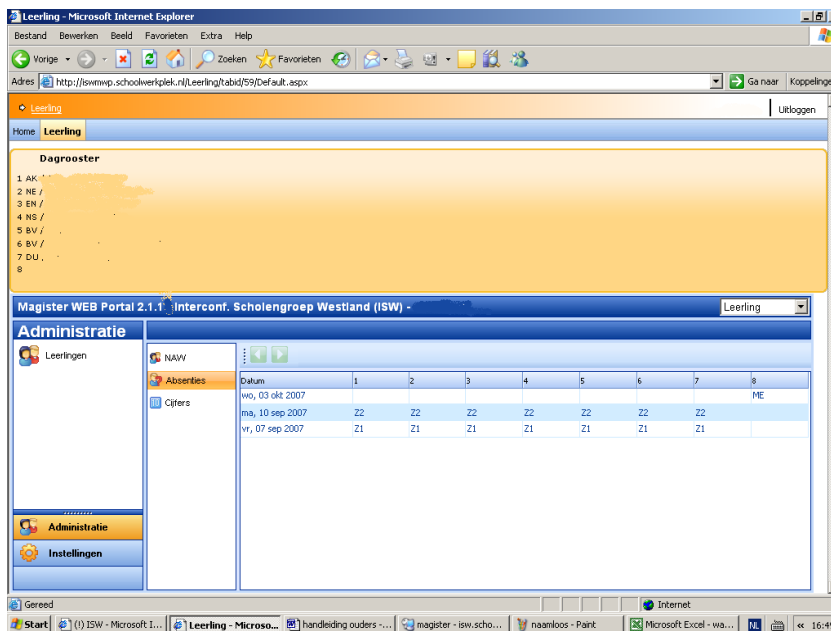 Leerling - Microsoft Internet Explorer
Bestand Bewerken Beeld Favorieten Extra Help
Vorige Zoeken Favorieten
Adres http://iswmwp.schoolwerkplek.nl/Leerling/tabid/59/Default.aspx Ga naar Koppelinge
Leerling Uitloggen
Home Leerling
Dagrooster
1 AK
2 NE /
3 EN /
4 NS /
5 BV /
6 BV /
7 DU
8
Magister WEB Portal 2.1.1 Interconf. Scholengroep Westland (ISW) - Leerling
Administratie
Leerlingen NAW
Absenties
Cijfers
Datum 1 2 3 4 5 6 7 8
wo, 03 okt 2007 ME
ma, 10 sep 2007 Z2 Z2 Z2 Z2 Z2 Z2 Z2
vr, 07 sep 2007 Z1 Z1 Z1 Z1 Z1 Z1 Z1
Administratie
Instellingen
Gereed Internet
Start (!) ISW - Microsoft I... Leerling - Microso... handleiding ouders -... magister - isw.scho... naamloos - Paint Microsoft Excel - wa... NL « 16:4